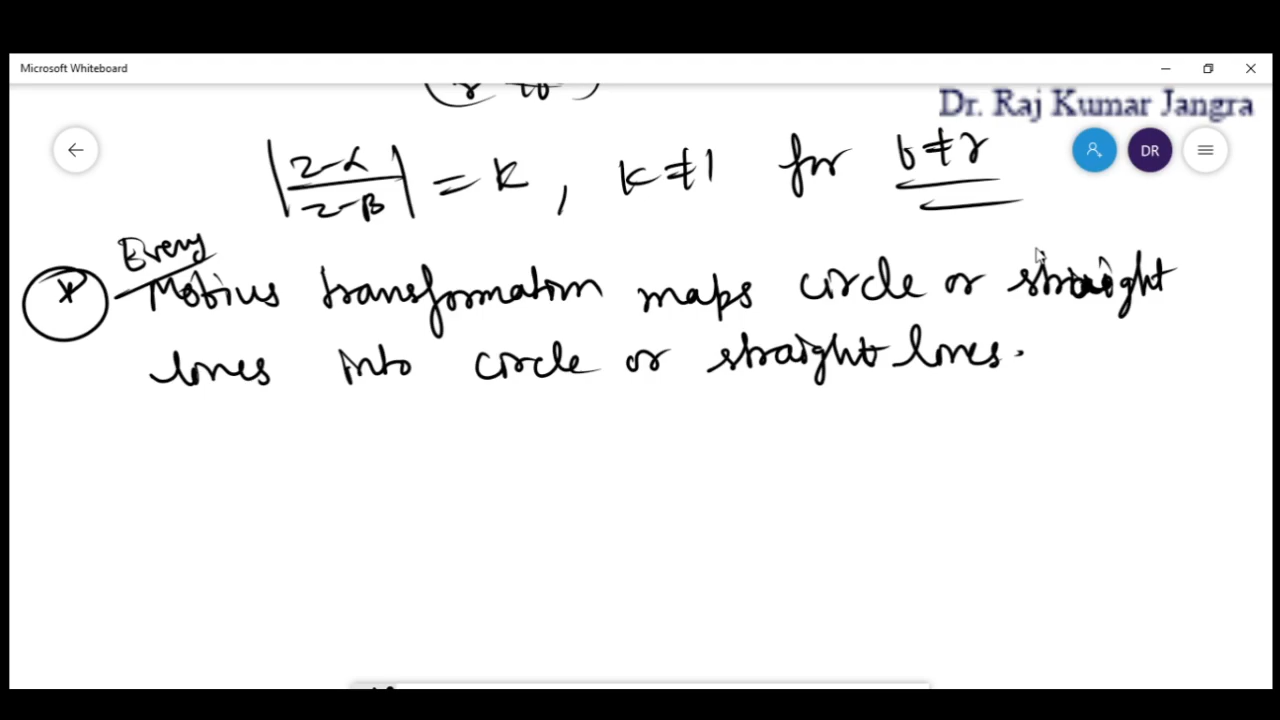 Microsoft Whiteboard
Dr. Raj Kumar Jangra
DR
|z-α/z-β| = k, k≠1 for b≠r
Every
* Möbius transformation maps circle or straight
lines into circle or straight lines.